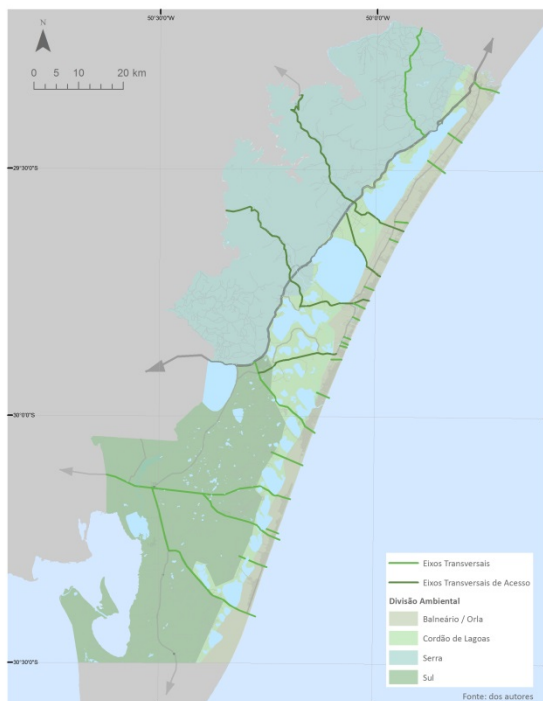 50°30'0"W 50°0'0"W
N
0 5 10 20 km
29°30'0"S
30°0'0"S
30°30'0"S
Eixos Transversais
Eixos Transversais de Acesso
Divisão Ambiental
Balneário / Orla
Cordão de Lagoas
Serra
Sul
Fonte: dos autores